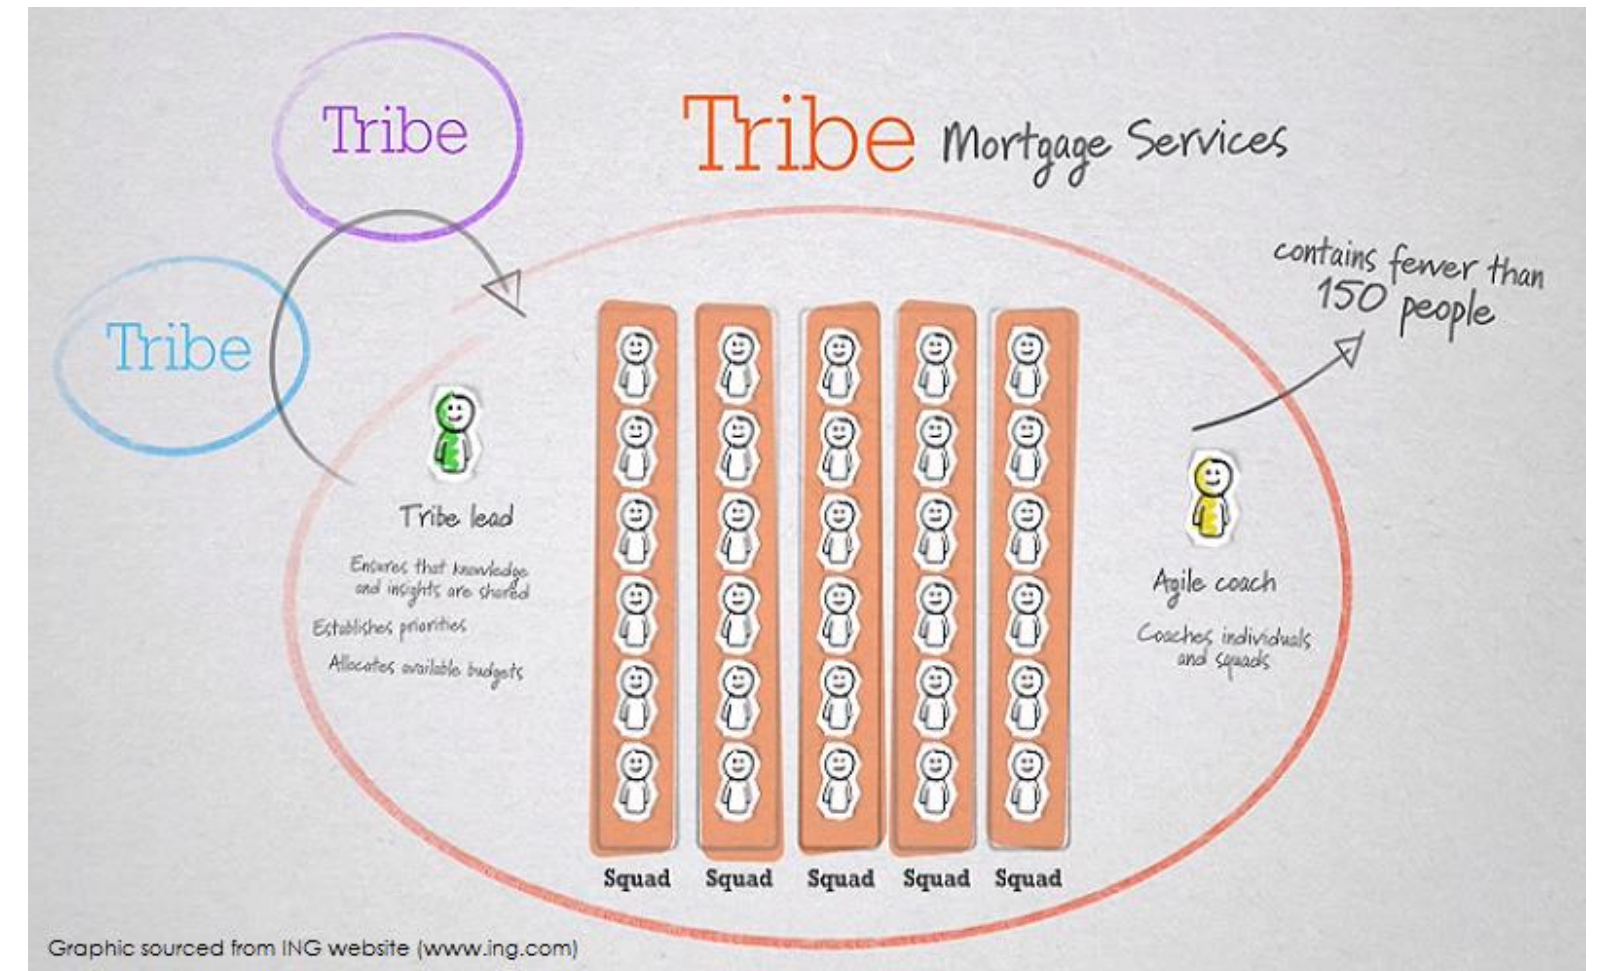 Tribe
Tribe
Tribe Mortgage Services
contains fewer than
150 people
Tribe lead
Ensures that knowledge
and insights are shared
Establishes priorities
Allocates available budgets
Agile coach
Coaches individuals
and squads
Squad Squad Squad Squad Squad
Graphic sourced from ING website (www.ing.com)